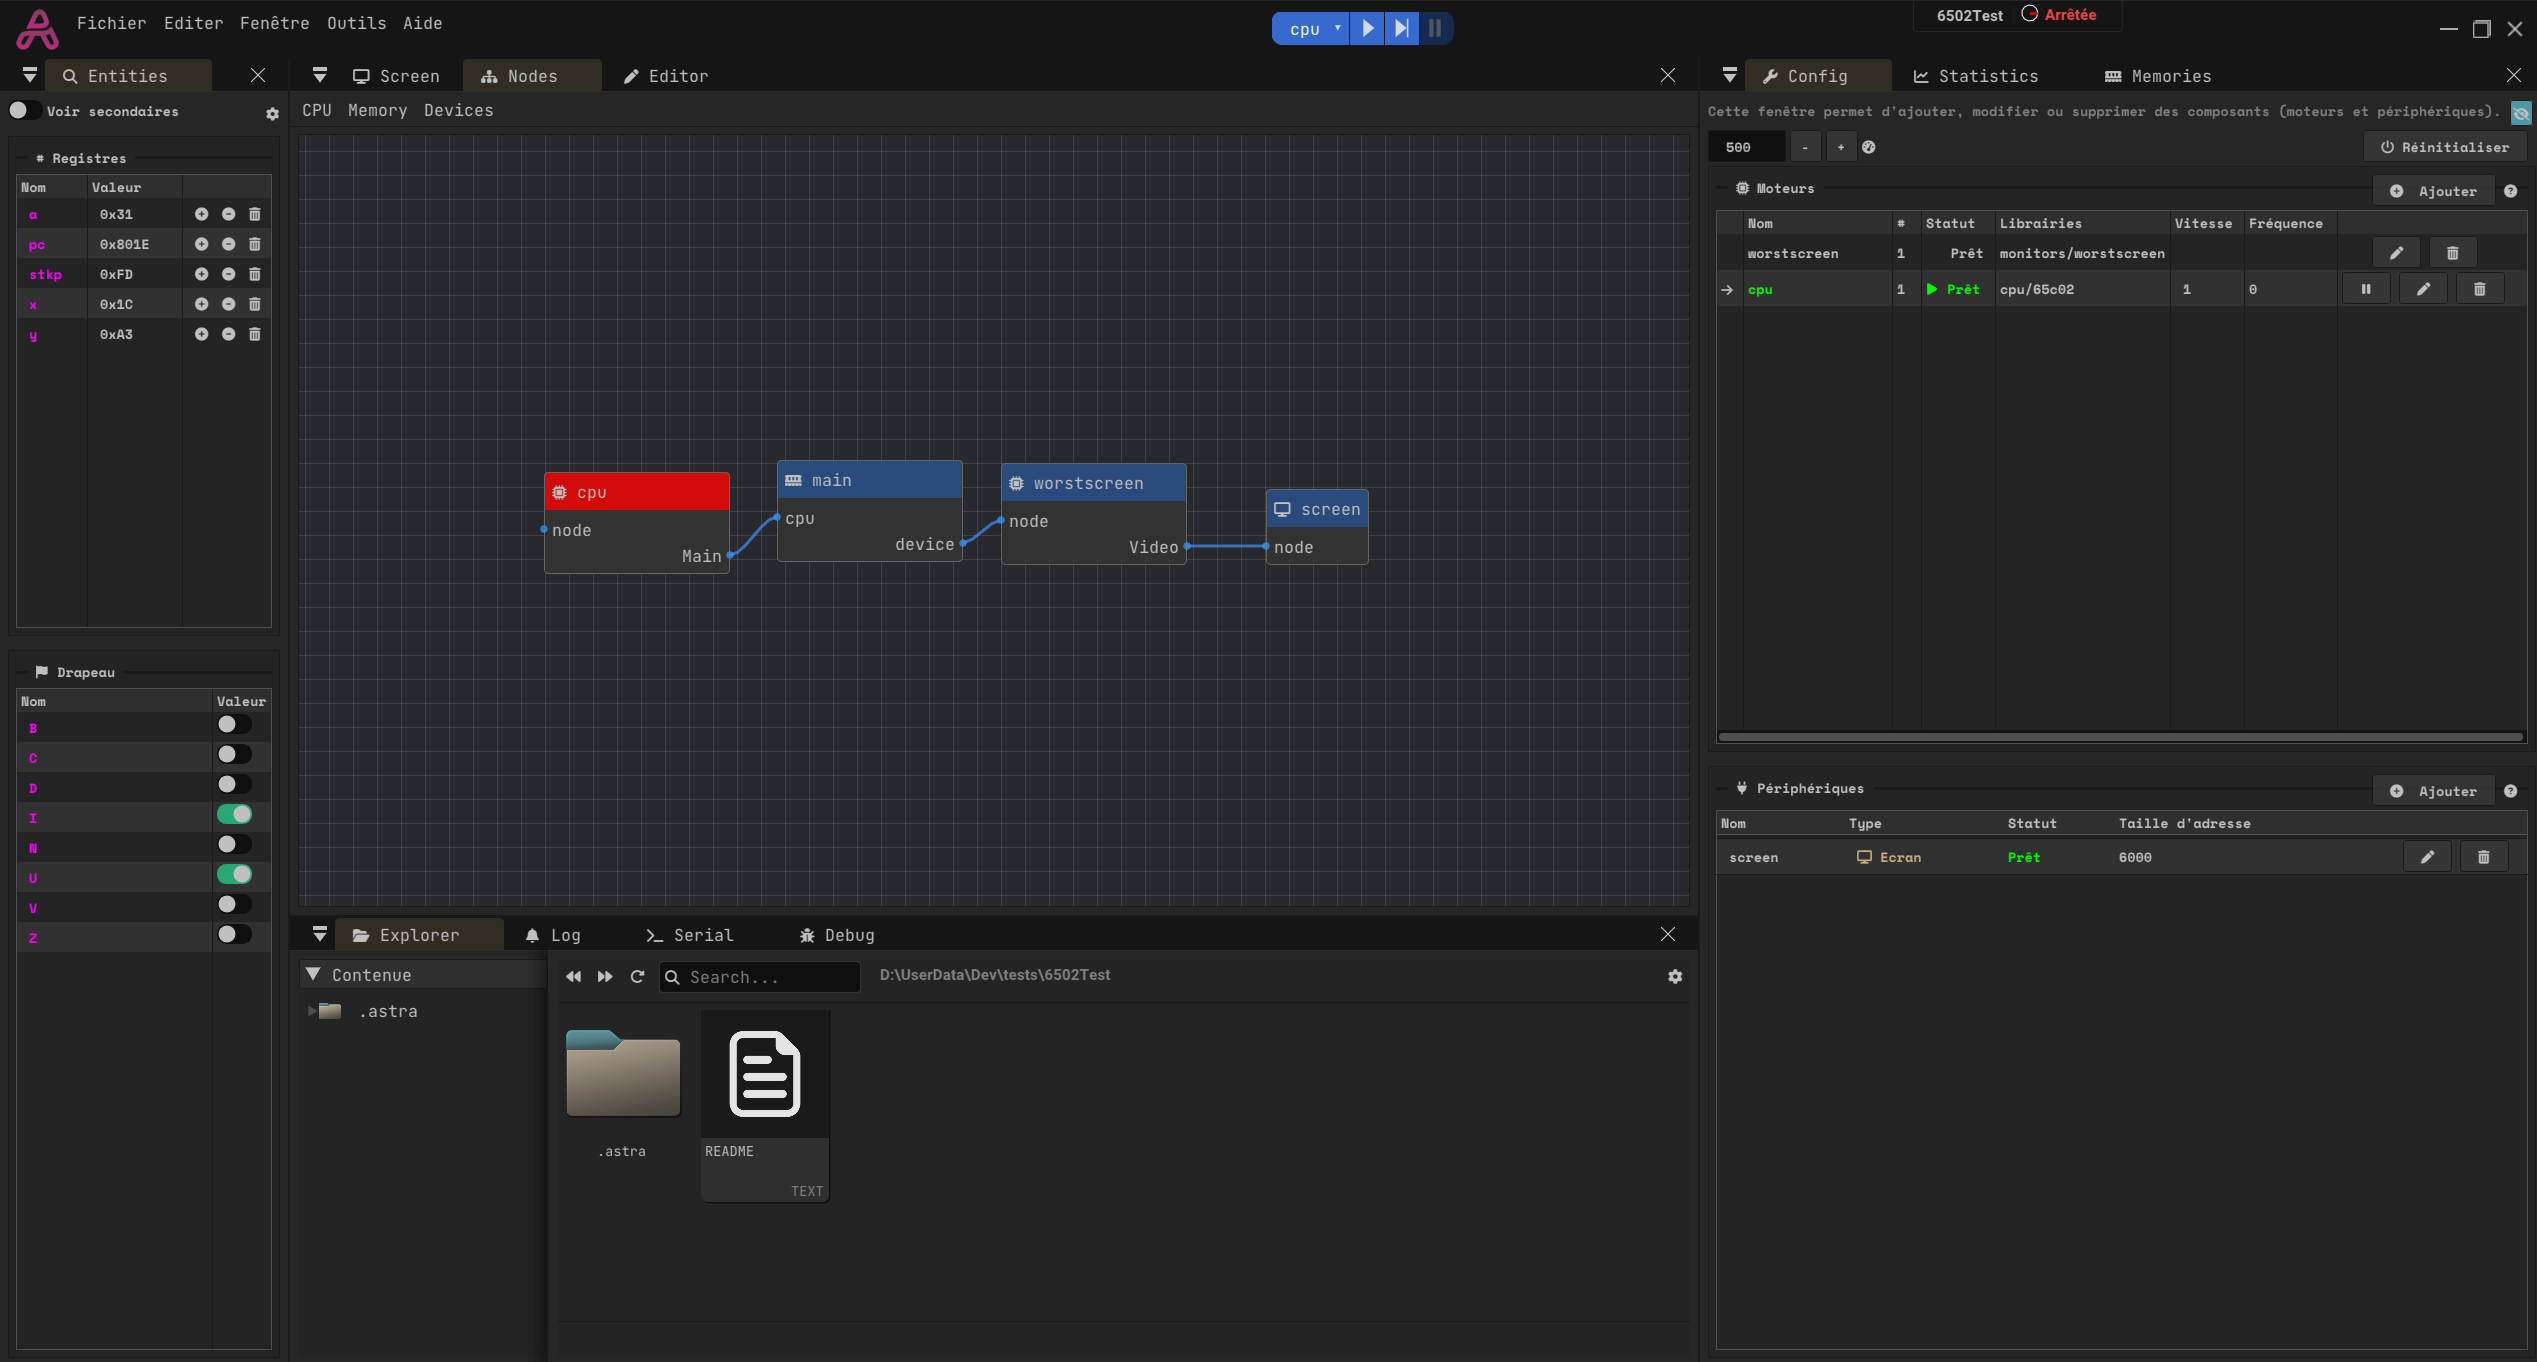 Fichier Editer Fenêtre Outils Aide
cpu
6502Test Arrêtée
Entities
Voir secondaires
# Registres
Nom Valeur
a 0x31
pc 0x801E
stkp 0xFD
x 0x1C
y 0xA3
Drapeau
Nom Valeur
B
C
D
I
N
U
V
Z
Screen Nodes Editor
CPU Memory Devices
cpu
node
Main
main
cpu
device
worstscreen
node
Video
screen
node
Explorer Log Serial Debug
Contenue
.astra
Search...
D:\UserData\Dev\tests\6502Test
.astra
README
TEXT
Config Statistics Memories
Cette fenêtre permet d'ajouter, modifier ou supprimer des composants (moteurs et périphériques).
500 - + Réinitialiser
Moteurs Ajouter ?
Nom # Statut Librairies Vitesse Fréquence
worstscreen 1 Prêt monitors/worstscreen
cpu 1 Prêt cpu/65c02 1 0
Périphériques Ajouter ?
Nom Type Statut Taille d'adresse
screen Ecran Prêt 6000